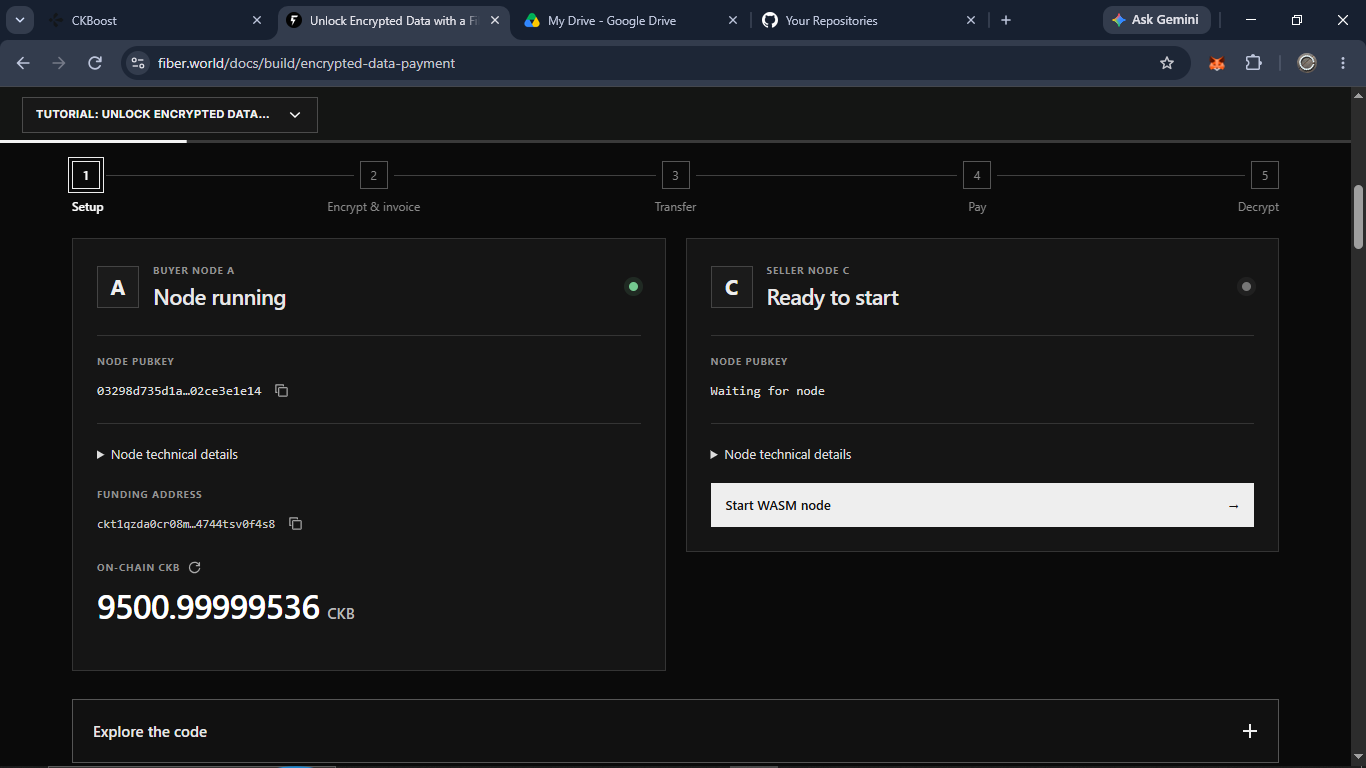 CKBoost
Unlock Encrypted Data with a Fi
My Drive - Google Drive
Your Repositories
Ask Gemini
fiber.world/docs/build/encrypted-data-payment
TUTORIAL: UNLOCK ENCRYPTED DATA...
1
2
3
4
5
Setup
Encrypt & invoice
Transfer
Pay
Decrypt
A
BUYER NODE A
Node running
NODE PUBKEY
03298d735d1a…02ce3e1e14
Node technical details
FUNDING ADDRESS
ckt1qzda0cr08m…4744tsv0f4s8
ON-CHAIN CKB
9500.99999536 CKB
C
SELLER NODE C
Ready to start
NODE PUBKEY
Waiting for node
Node technical details
Start WASM node →
Explore the code